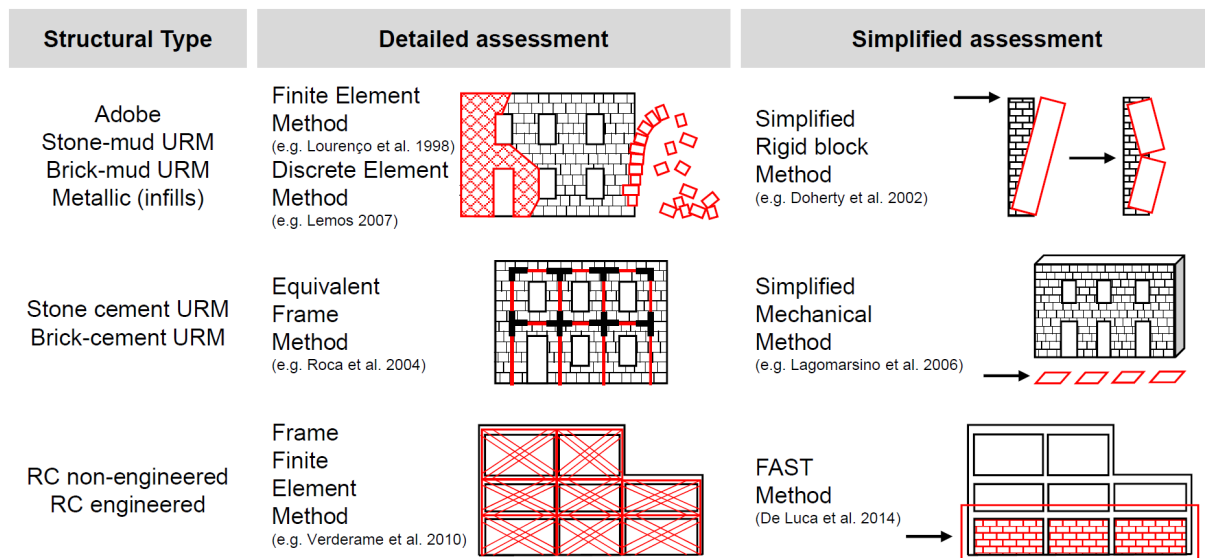 Structural Type
Detailed assessment
Simplified assessment
Adobe
Stone-mud URM
Brick-mud URM
Metallic (infills)
Finite Element
Method
(e.g. Lourenço et al. 1998)
Discrete Element
Method
(e.g. Lemos 2007)
Simplified
Rigid block
Method
(e.g. Doherty et al. 2002)
Stone cement URM
Brick-cement URM
Equivalent
Frame
Method
(e.g. Roca et al. 2004)
Simplified
Mechanical
Method
(e.g. Lagomarsino et al. 2006)
RC non-engineered
RC engineered
Frame
Finite
Element
Method
(e.g. Verderame et al. 2010)
FAST
Method
(De Luca et al. 2014)